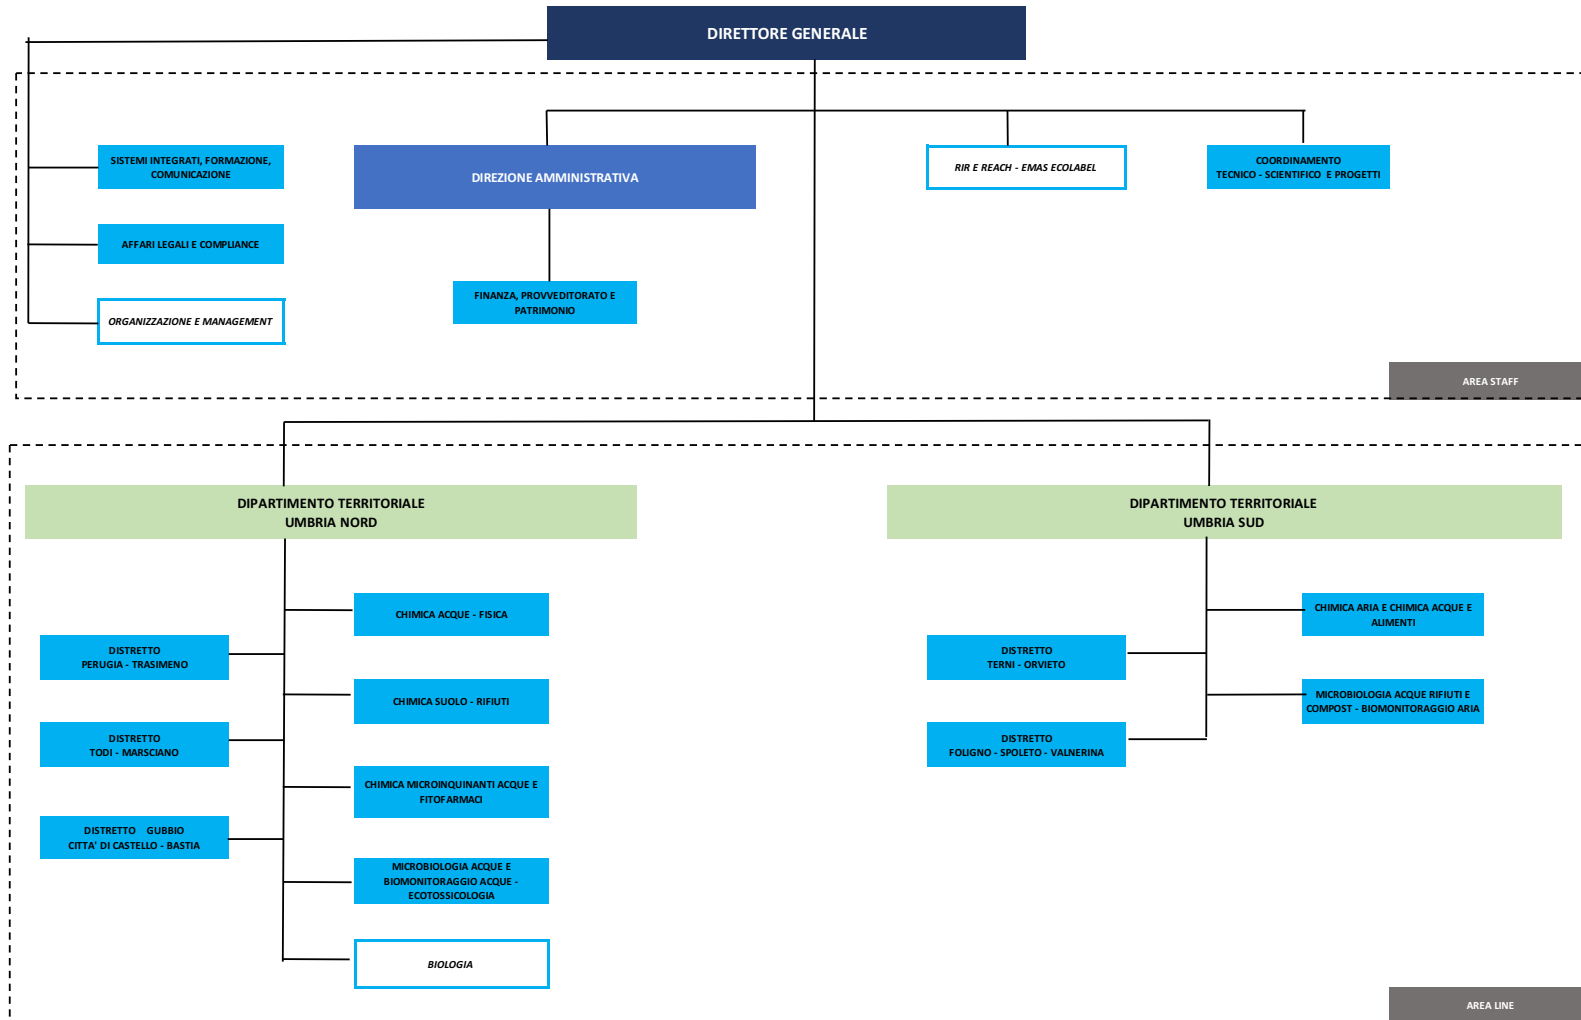 DIRETTORE GENERALE
SISTEMI INTEGRATI, FORMAZIONE,
COMUNICAZIONE
AFFARI LEGALI E COMPLIANCE
ORGANIZZAZIONE E MANAGEMENT
DIREZIONE AMMINISTRATIVA
FINANZA, PROVVEDITORATO E
PATRIMONIO
RIR E REACH - EMAS ECOLABEL
COORDINAMENTO
TECNICO - SCIENTIFICO E PROGETTI
AREA STAFF
DIPARTIMENTO TERRITORIALE
UMBRIA NORD
DISTRETTO
PERUGIA - TRASIMENO
DISTRETTO
TODI - MARSCIANO
DISTRETTO GUBBIO
CITTA' DI CASTELLO - BASTIA
CHIMICA ACQUE - FISICA
CHIMICA SUOLO - RIFIUTI
CHIMICA MICROINQUINANTI ACQUE E
FITOFARMACI
MICROBIOLOGIA ACQUE E
BIOMONITORAGGIO ACQUE -
ECOTOSSICOLOGIA
BIOLOGIA
DIPARTIMENTO TERRITORIALE
UMBRIA SUD
DISTRETTO
TERNI - ORVIETO
DISTRETTO
FOLIGNO - SPOLETO - VALNERINA
CHIMICA ARIA E CHIMICA ACQUE E
ALIMENTI
MICROBIOLOGIA ACQUE RIFIUTI E
COMPOST - BIOMONITORAGGIO ARIA
AREA LINE